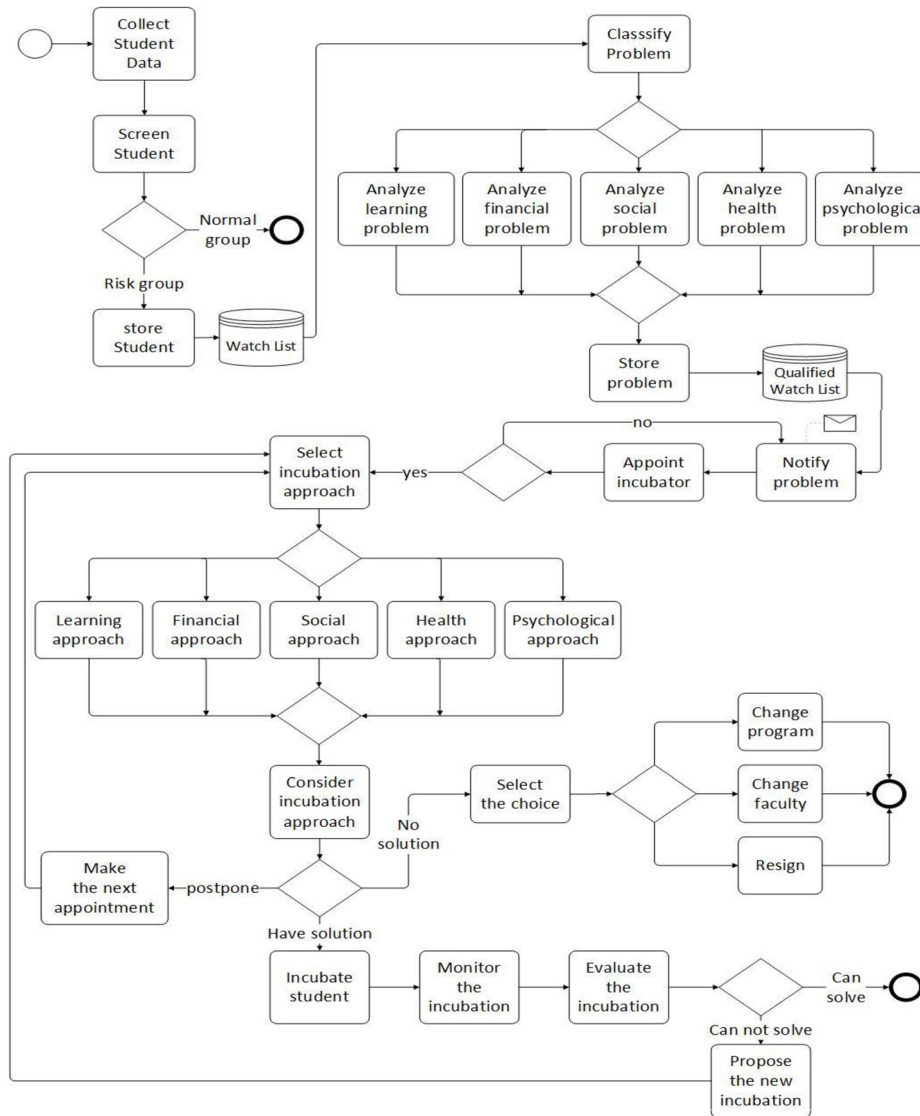 Collect
Student
Data
Screen
Student
Normal
group
Risk group
store
Student
Watch List
Classsify
Problem
Analyze
learning
problem
Analyze
financial
problem
Analyze
social
problem
Analyze
health
problem
Analyze
psychological
problem
Store
problem
Qualified
Watch List
no
Notify
problem
Appoint
incubator
yes
Select
incubation
approach
Learning
approach
Financial
approach
Social
approach
Health
approach
Psychological
approach
Consider
incubation
approach
No
solution
Select
the choice
Change
program
Change
faculty
Resign
postpone
Make
the next
appointment
Have solution
Incubate
student
Monitor
the
incubation
Evaluate
the
incubation
Can
solve
Can not solve
Propose
the new
incubation